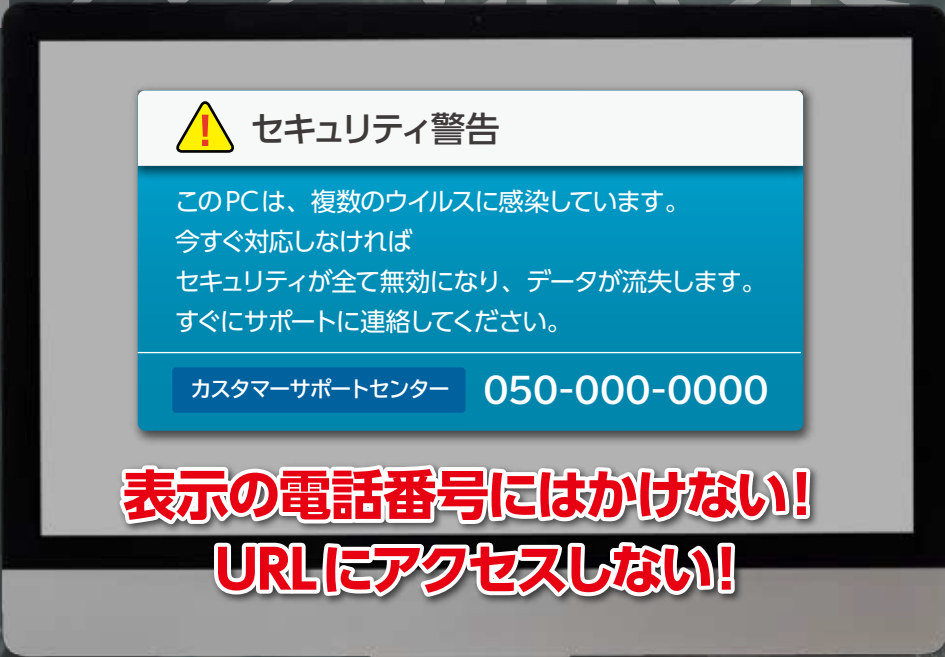 セキュリティ警告
このPCは、複数のウイルスに感染しています。
今すぐ対応しなければ
セキュリティが全て無効になり、データが流失します。
すぐにサポートに連絡してください。
カスタマーサポートセンター 050-000-0000
表示の電話番号にはかけない！
URLにアクセスしない！